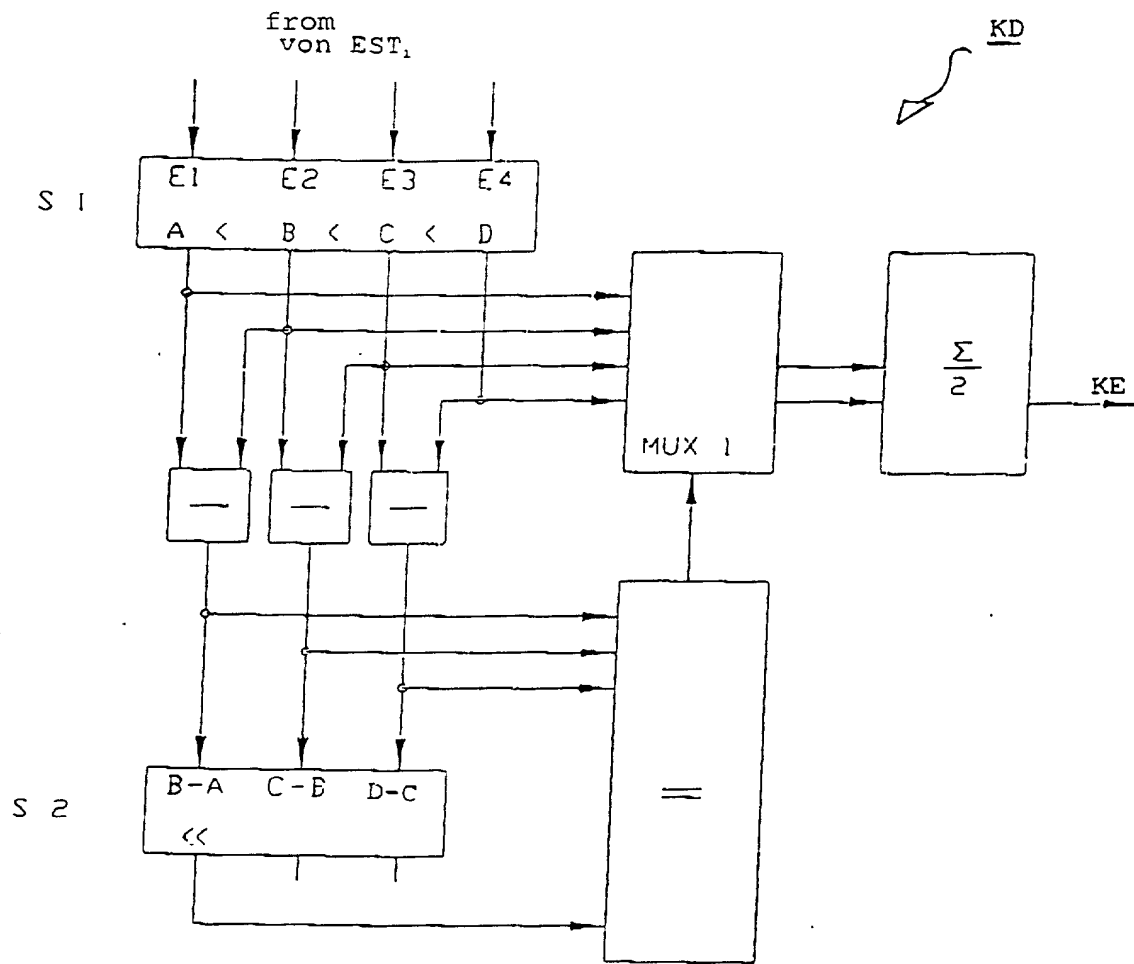 from
von EST₁
KD
E1 E2 E3 E4
S 1
A < B < C < D
Σ
2
KE
MUX 1
B-A C-B D-C
S 2
<<